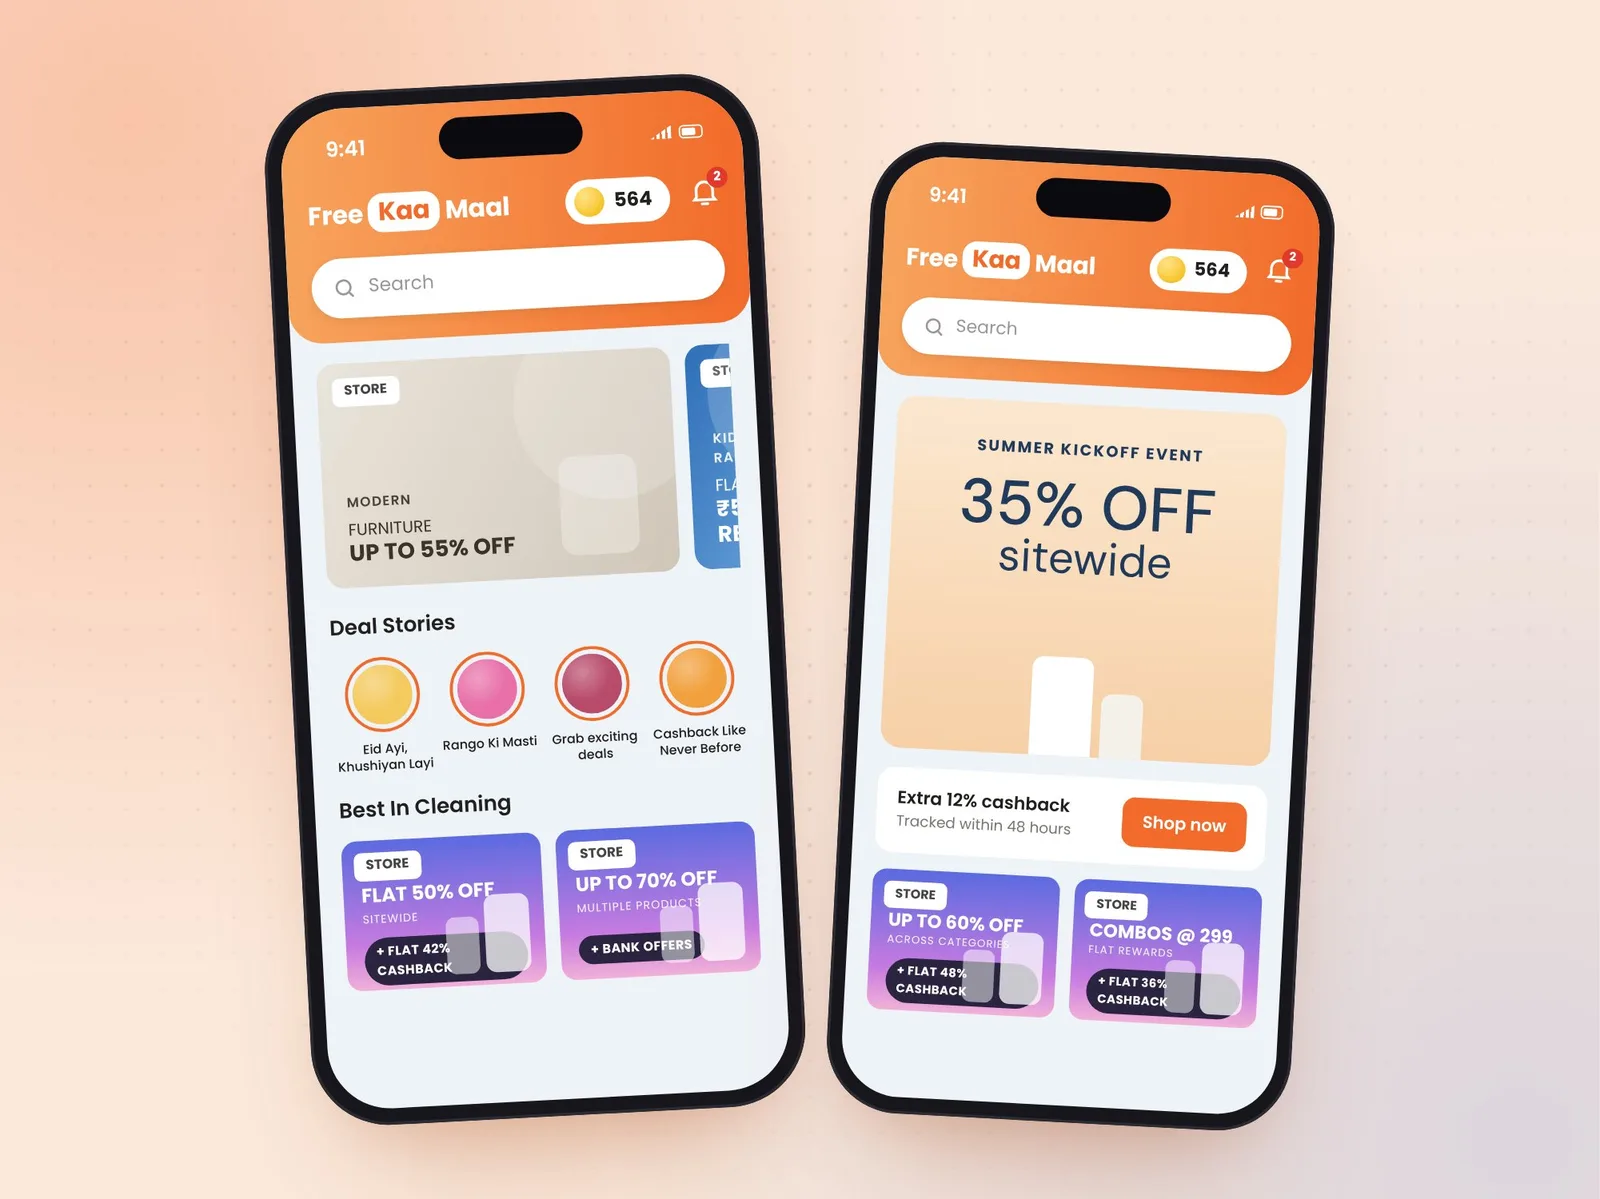 9:41
Free Kaa Maal
564
2
Search
STORE
MODERN
FURNITURE
UP TO 55% OFF
Deal Stories
Eid Ayi,
Khushiyan Layi
Rango Ki Masti
Grab exciting
deals
Cashback Like
Never Before
Best In Cleaning
STORE
FLAT 50% OFF
SITEWIDE
+ FLAT 42%
CASHBACK
STORE
UP TO 70% OFF
MULTIPLE PRODUCTS
+ BANK OFFERS
9:41
Free Kaa Maal
564
2
Search
SUMMER KICKOFF EVENT
35% OFF
sitewide
Extra 12% cashback
Tracked within 48 hours
Shop now
STORE
UP TO 60% OFF
ACROSS CATEGORIES
+ FLAT 48%
CASHBACK
STORE
COMBOS @ 299
FLAT REWARDS
+ FLAT 36%
CASHBACK